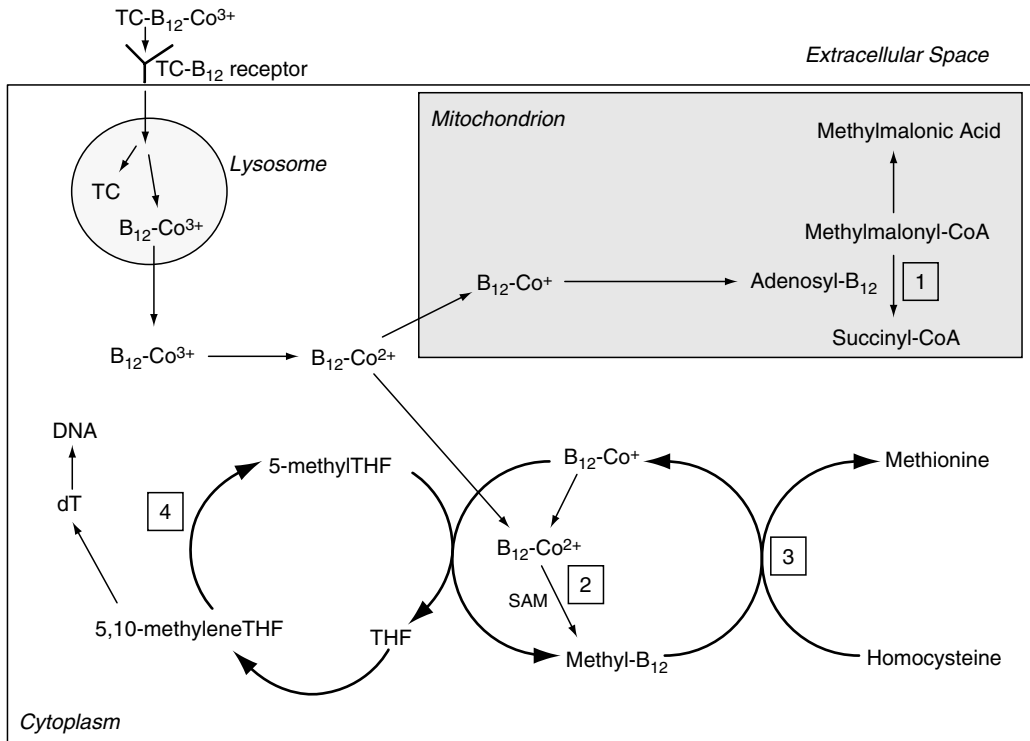 TC-B₁₂-Co³⁺
TC-B₁₂ receptor
Extracellular Space
Mitochondrion
Methylmalonic Acid
Lysosome
TC
B₁₂-Co³⁺
Methylmalonyl-CoA
B₁₂-Co⁺
Adenosyl-B₁₂
1
Succinyl-CoA
B₁₂-Co³⁺
B₁₂-Co²⁺
DNA
5-methylTHF
B₁₂-Co⁺
Methionine
dT
4
B₁₂-Co²⁺
3
2
SAM
5,10-methyleneTHF
THF
Methyl-B₁₂
Homocysteine
Cytoplasm